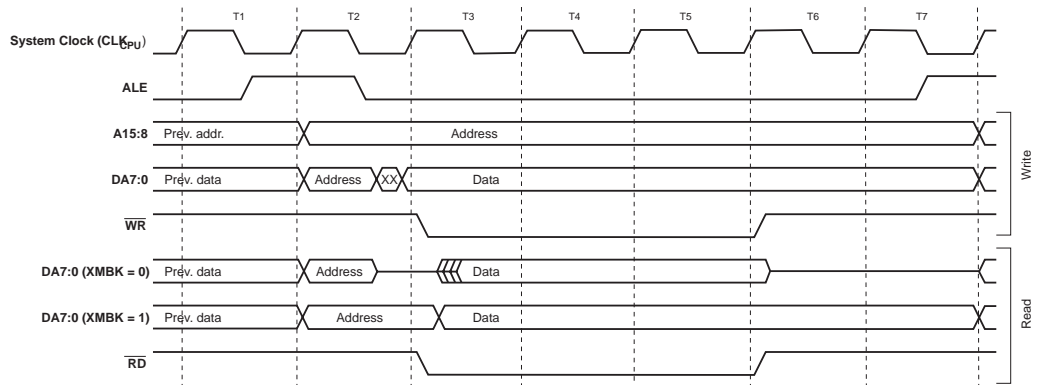 T1 T2 T3 T4 T5 T6 T7
System Clock (CLKCPU)
ALE
A15:8 Prev. addr. Address
DA7:0 Prev. data Address XX Data
WR
Write
DA7:0 (XMBK = 0) Prev. data Address Data
DA7:0 (XMBK = 1) Prev. data Address Data
RD
Read